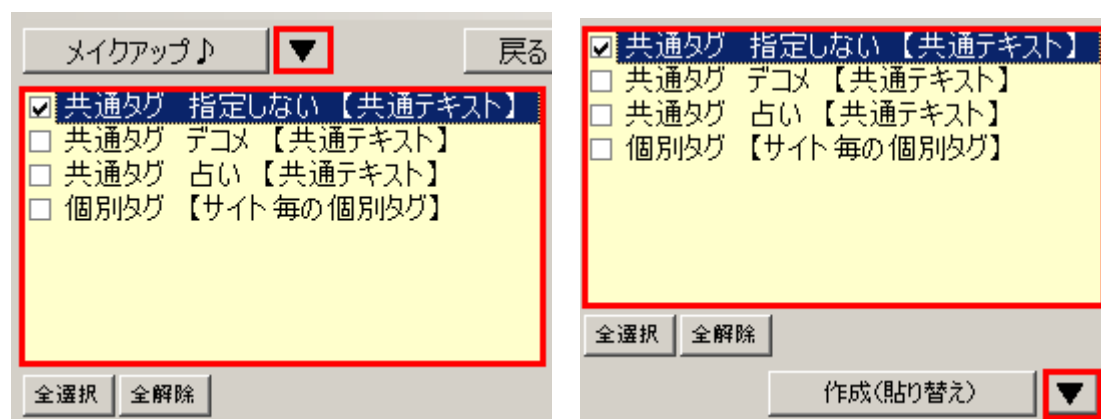 メイクアップ♪ ▼ 戻る
共通タグ 指定しない 【共通テキスト】
共通タグ デコメ 【共通テキスト】
共通タグ 占い 【共通テキスト】
個別タグ 【サイト毎の個別タグ】
全選択 全解除
共通タグ 指定しない 【共通テキスト】
共通タグ デコメ 【共通テキスト】
共通タグ 占い 【共通テキスト】
個別タグ 【サイト毎の個別タグ】
全選択 全解除
作成(貼り替え) ▼